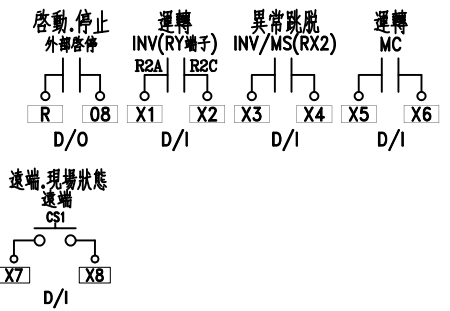 啓動.停止 運轉 異常跳脱 運轉
外部啓停 INV(RY端子) INV/MS(RX2) MC
R2A R2C
R 08 X1 X2 X3 X4 X5 X6
D/O D/I D/I D/I
遠端.現場狀態
遠端
CS1
X7 X8
D/I